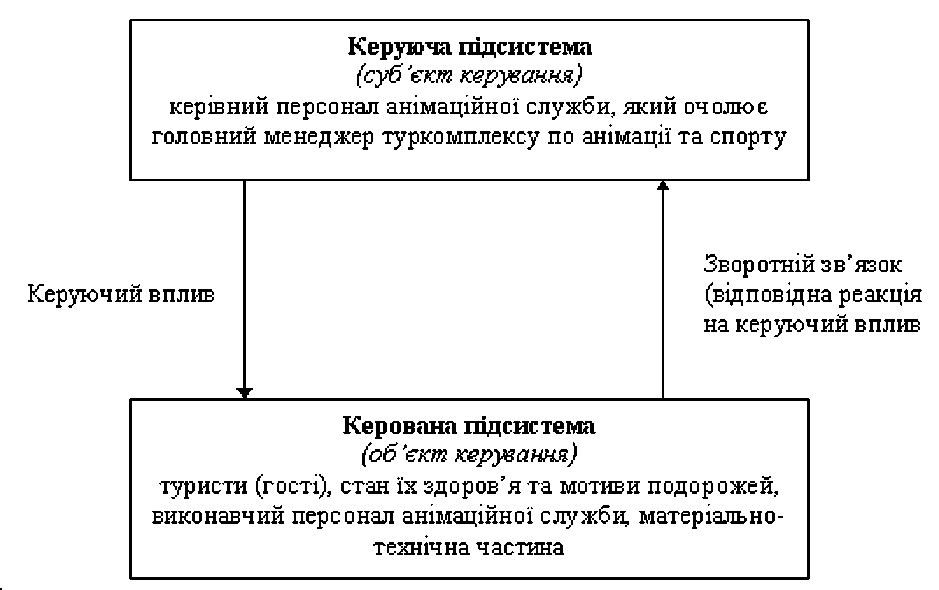 Керуюча підсистема
(суб’єкт керування)
керівний персонал анімаційної служби, який очолює
головний менеджер туркомплексу по анімації та спорту
Керуючий вплив
Зворотній зв’язок
(відповідна реакція
на керуючий вплив
Керована підсистема
(об’єкт керування)
туристи (гості), стан їх здоров’я та мотиви подорожей,
виконавчий персонал анімаційної служби, матеріально-
технічна частина